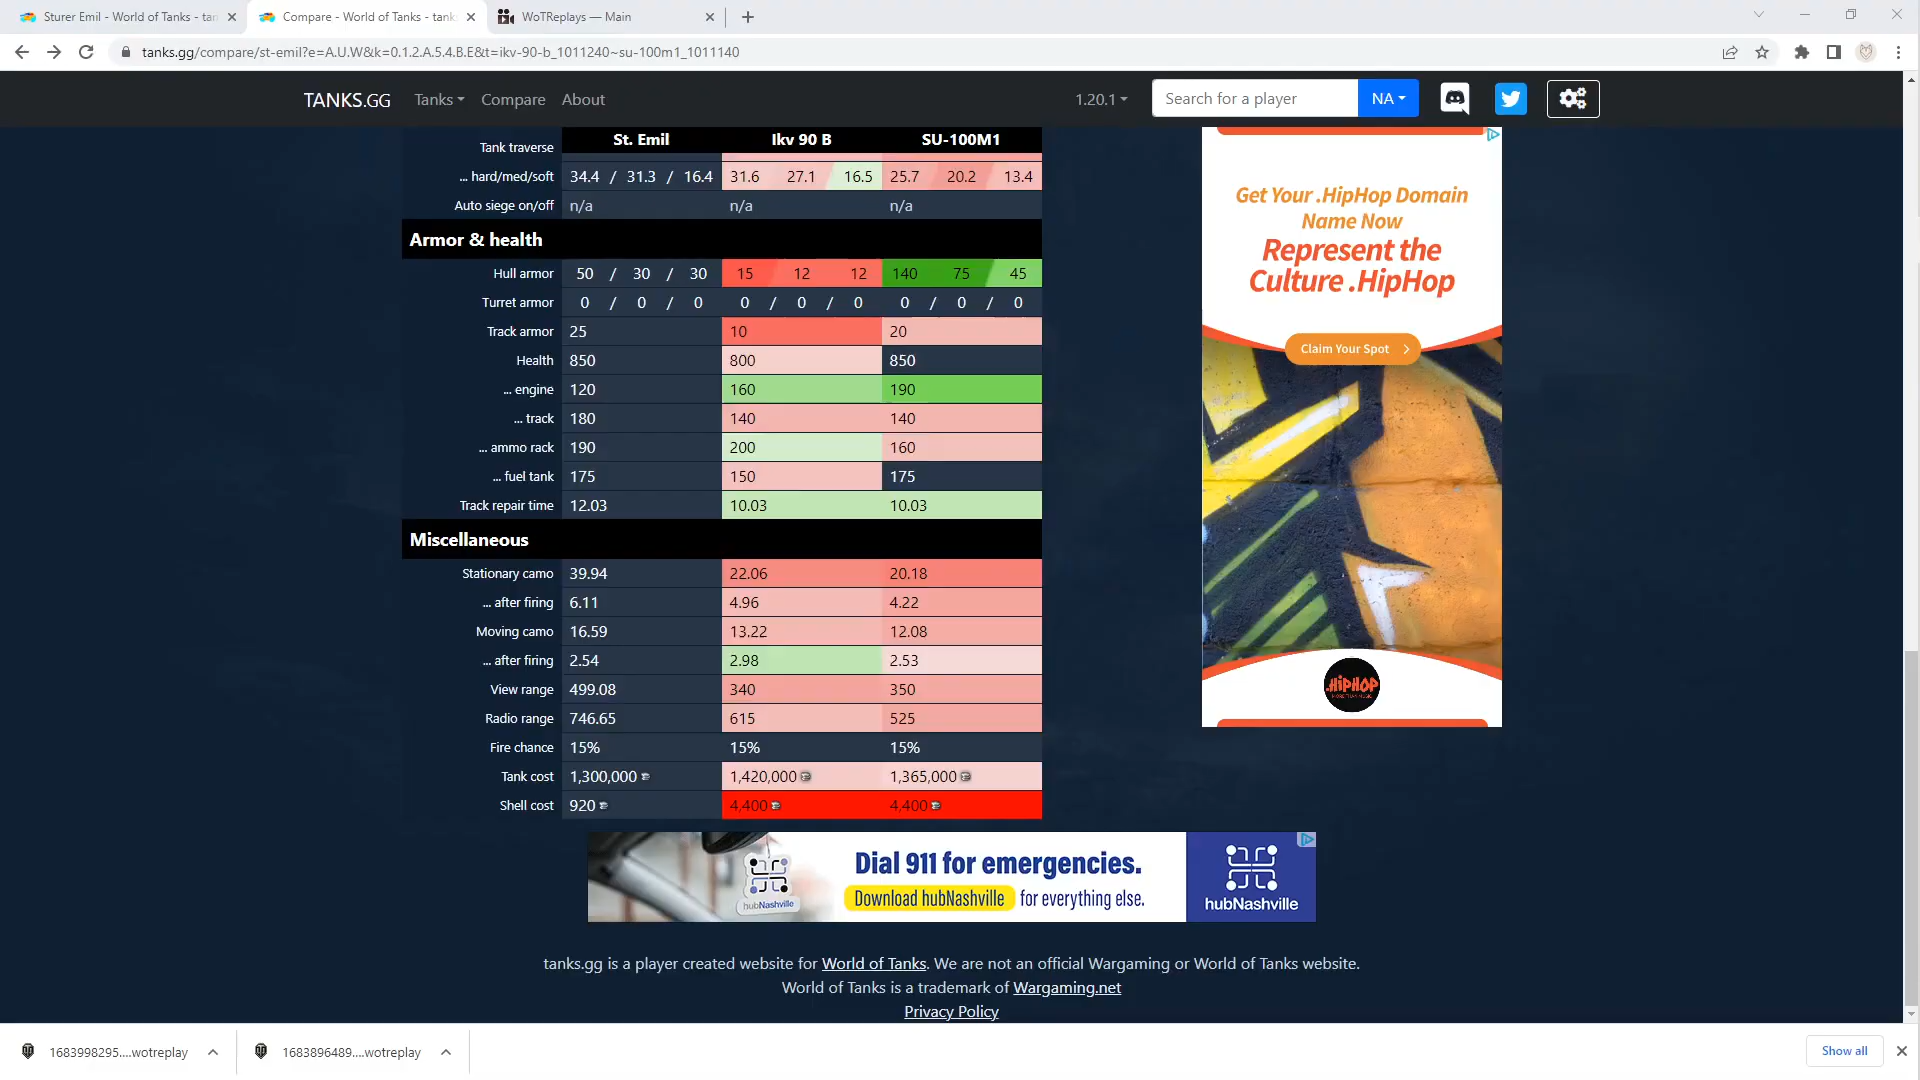 Sturer Emil - World of Tanks - tan
Compare - World of Tanks - tanks
WoTReplays — Main
tanks.gg/compare/st-emil?e=A.U.W&k=0.1.2.A.5.4.B.E&t=ikv-90-b_1011240~su-100m1_1011140
TANKS.GG Tanks Compare About 1.20.1 Search for a player NA
Tank traverse St. Emil Ikv 90 B SU-100M1
... hard/med/soft 34.4 / 31.3 / 16.4 31.6 27.1 16.5 25.7 20.2 13.4
Auto siege on/off n/a n/a n/a
Armor & health
Hull armor 50 / 30 / 30 15 12 12 140 75 45
Turret armor 0 / 0 / 0 0 / 0 / 0 0 / 0 / 0
Track armor 25 10 20
Health 850 800 850
... engine 120 160 190
... track 180 140 140
... ammo rack 190 200 160
... fuel tank 175 150 175
Track repair time 12.03 10.03 10.03
Miscellaneous
Stationary camo 39.94 22.06 20.18
... after firing 6.11 4.96 4.22
Moving camo 16.59 13.22 12.08
... after firing 2.54 2.98 2.53
View range 499.08 340 350
Radio range 746.65 615 525
Fire chance 15% 15% 15%
Tank cost 1,300,000 1,420,000 1,365,000
Shell cost 920 4,400 4,400
Get Your .HipHop Domain
Name Now
Represent the
Culture .HipHop
Claim Your Spot
.HIPHOP
MORE THAN MUSIC
hubNashville
Dial 911 for emergencies.
Download hubNashville for everything else.
hubNashville
tanks.gg is a player created website for World of Tanks. We are not an official Wargaming or World of Tanks website.
World of Tanks is a trademark of Wargaming.net
Privacy Policy
1683998295....wotreplay
1683896489....wotreplay
Show all